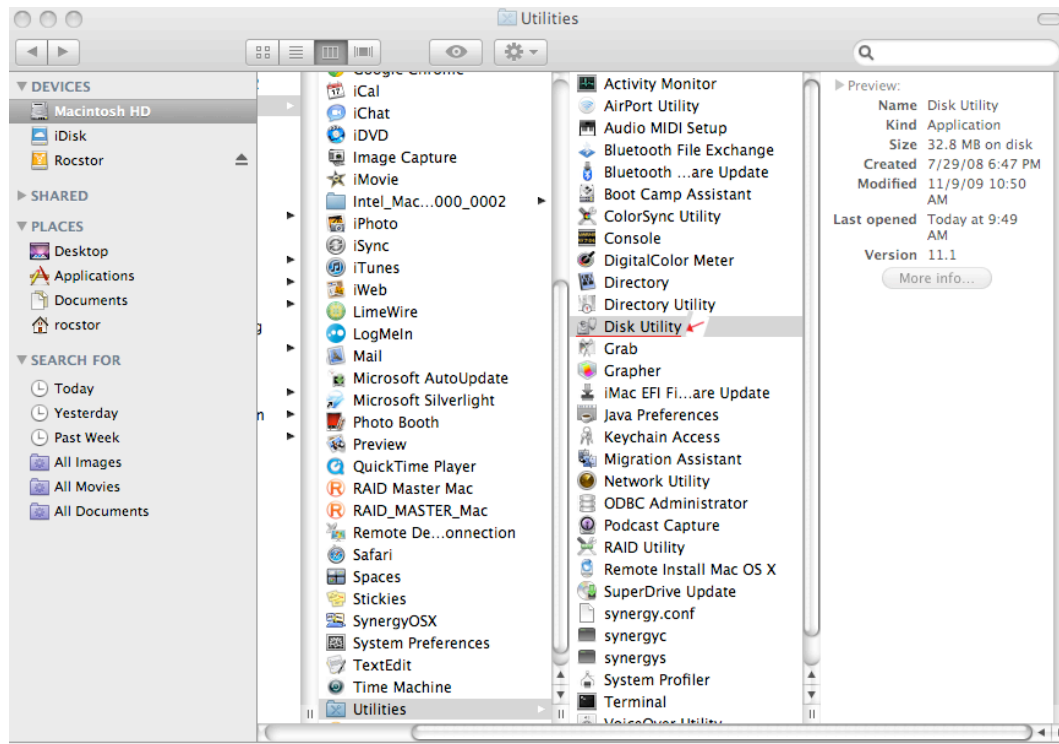 Utilities
DEVICES
Macintosh HD
iDisk
Rocstor
SHARED
PLACES
Desktop
Applications
Documents
rocstor
SEARCH FOR
Today
Yesterday
Past Week
All Images
All Movies
All Documents
Google Chrome
iCal
iChat
iDVD
Image Capture
iMovie
Intel_Mac...000_0002
iPhoto
iSync
iTunes
iWeb
LimeWire
LogMeIn
Mail
Microsoft AutoUpdate
Microsoft Silverlight
Photo Booth
Preview
QuickTime Player
RAID Master Mac
RAID_MASTER_Mac
Remote De...onnection
Safari
Spaces
Stickies
SynergyOSX
System Preferences
TextEdit
Time Machine
Utilities
Activity Monitor
AirPort Utility
Audio MIDI Setup
Bluetooth File Exchange
Bluetooth ...are Update
Boot Camp Assistant
ColorSync Utility
Console
DigitalColor Meter
Directory
Directory Utility
Disk Utility
Grab
Grapher
iMac EFI Fi...are Update
Java Preferences
Keychain Access
Migration Assistant
Network Utility
ODBC Administrator
Podcast Capture
RAID Utility
Remote Install Mac OS X
SuperDrive Update
synergy.conf
synergyc
synergys
System Profiler
Terminal
VoiceOver Utility
Preview:
Name Disk Utility
Kind Application
Size 32.8 MB on disk
Created 7/29/08 6:47 PM
Modified 11/9/09 10:50
AM
Last opened Today at 9:49
AM
Version 11.1
More info...